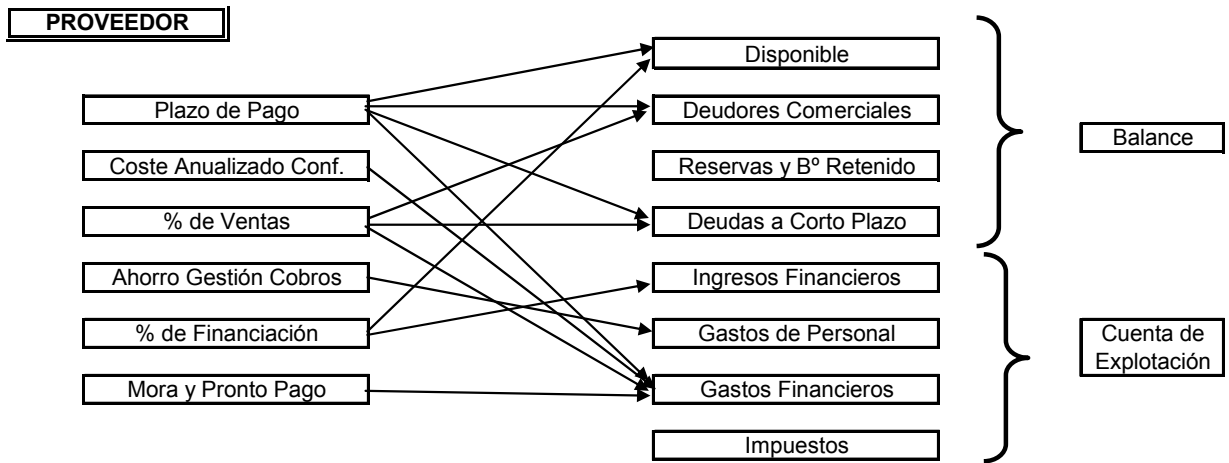 PROVEEDOR
Plazo de Pago
Coste Anualizado Conf.
% de Ventas
Ahorro Gestión Cobros
% de Financiación
Mora y Pronto Pago
Disponible
Deudores Comerciales
Reservas y Bº Retenido
Deudas a Corto Plazo
Ingresos Financieros
Gastos de Personal
Gastos Financieros
Impuestos
Balance
Cuenta de
Explotación